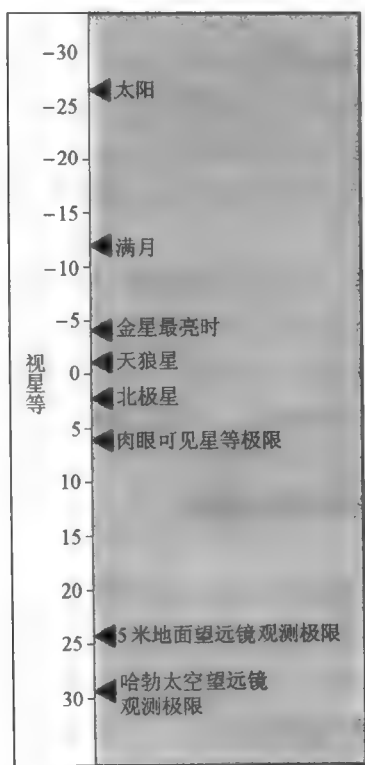 -30
太阳
-25
-20
-15
满月
-10
-5
金星最亮时
天狼星
0
视星等
北极星
5
肉眼可见星等极限
10
15
20
5米地面望远镜观测极限
25
哈勃太空望远镜
观测极限
30